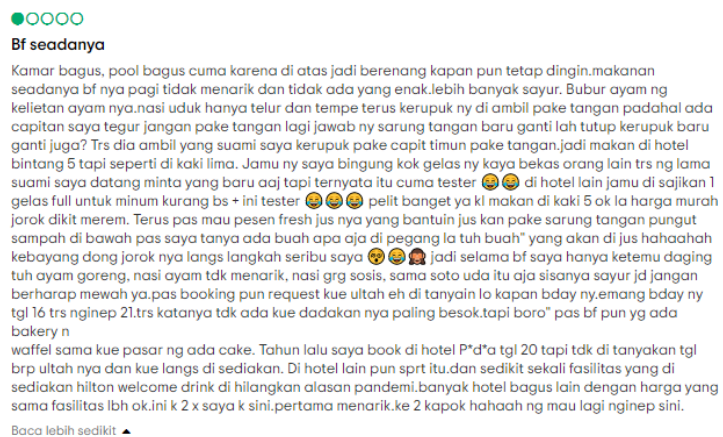 Bf seadanya
Kamar bagus, pool bagus cuma karena di atas jadi berenang kapan pun tetap dingin.makanan
seadanya bf nya pagi tidak menarik dan tidak ada yang enak.lebih banyak sayur. Bubur ayam ng
kelietan ayam nya.nasi uduk hanya telur dan tempe terus kerupuk ny di ambil pake tangan padahal ada
capitan saya tegur jangan pake tangan lagi jawab ny sarung tangan baru ganti lah tutup kerupuk baru
ganti juga? Trs dia ambil yang suami saya kerupuk pake capit timun pake tangan.jadi makan di hotel
bintang 5 tapi seperti di kaki lima. Jamu ny saya bingung kok gelas ny kaya bekas orang lain trs ng lama
suami saya datang minta yang baru aaj tapi ternyata itu cuma tester 😂😂 di hotel lain jamu di sajikan 1
gelas full untuk minum kurang bs + ini tester 😂😂😂 pelit banget ya kl makan di kaki 5 ok la harga murah
jorok dikit merem. Terus pas mau pesen fresh jus nya yang bantuin jus kan pake sarung tangan pungut
sampah di bawah pas saya tanya ada buah apa aja di pegang la tuh buah" yang akan di jus hahaahah
kebayang dong jorok nya langs langkah seribu saya 😵😂🙊 jadi selama bf saya hanya ketemu daging
tuh ayam goreng, nasi ayam tdk menarik, nasi grg sosis, sama soto uda itu aja sisanya sayur jd jangan
berharap mewah ya.pas booking pun request kue ultah eh di tanyain lo kapan bday ny.emang bday ny
tgl 16 trs nginep 21.trs katanya tdk ada kue dadakan nya paling besok.tapi boro" pas bf pun yg ada
bakery n
waffel sama kue pasar ng ada cake. Tahun lalu saya book di hotel P*d*a tgl 20 tapi tdk di tanyakan tgl
brp ultah nya dan kue langs di sediakan. Di hotel lain pun sprt itu.dan sedikit sekali fasilitas yang di
sediakan hilton welcome drink di hilangkan alasan pandemi.banyak hotel bagus lain dengan harga yang
sama fasilitas lbh ok.ini k 2 x saya k sini.pertama menarik.ke 2 kapok hahaah ng mau lagi nginep sini.
Baca lebih sedikit